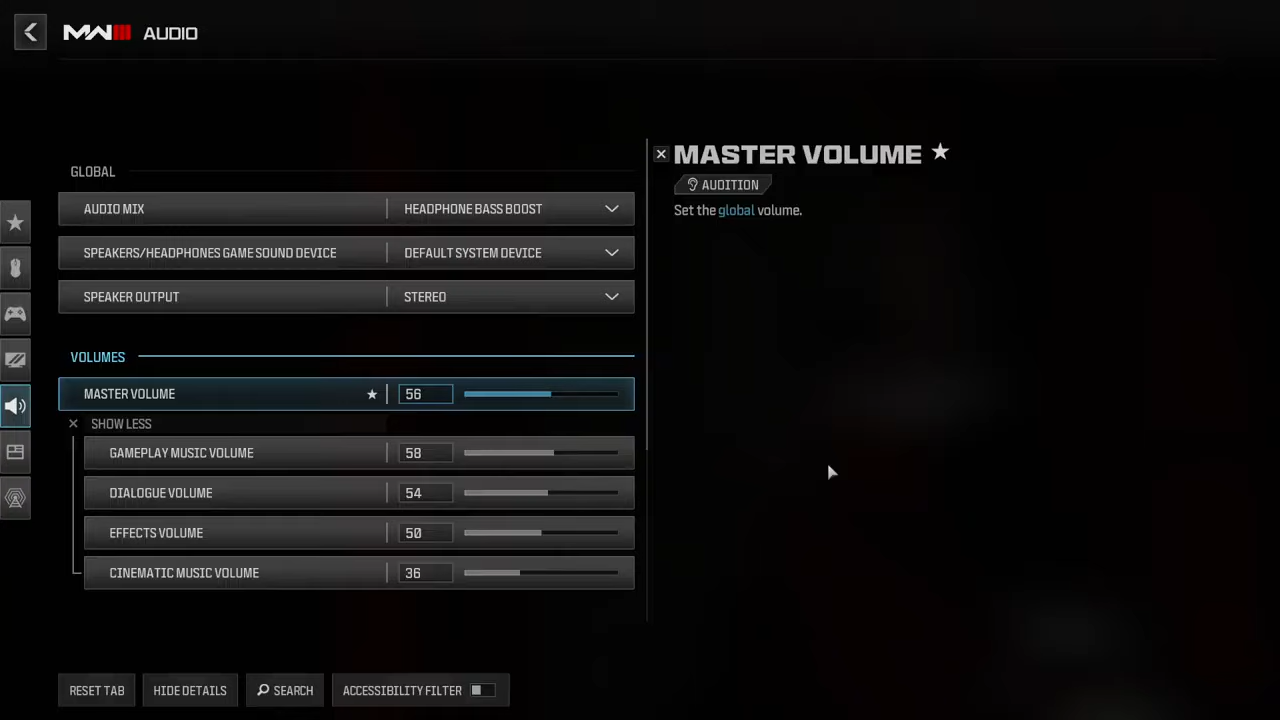 MWIII AUDIO
GLOBAL
AUDIO MIX HEADPHONE BASS BOOST
SPEAKERS/HEADPHONES GAME SOUND DEVICE DEFAULT SYSTEM DEVICE
SPEAKER OUTPUT STEREO
VOLUMES
MASTER VOLUME 56
SHOW LESS
GAMEPLAY MUSIC VOLUME 58
DIALOGUE VOLUME 54
EFFECTS VOLUME 50
CINEMATIC MUSIC VOLUME 36
MASTER VOLUME
AUDITION
Set the global volume.
RESET TAB HIDE DETAILS SEARCH ACCESSIBILITY FILTER